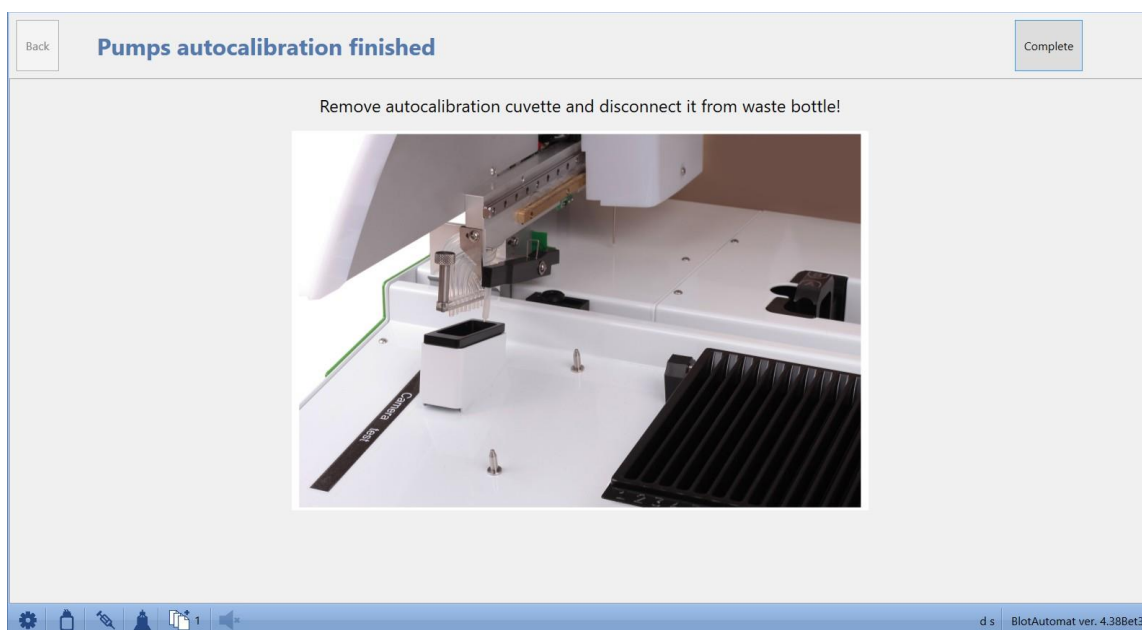 Back
Pumps autocalibration finished
Complete
Remove autocalibration cuvette and disconnect it from waste bottle!
Camera test
1
d s
BlotAutomat ver. 4.38Bet3